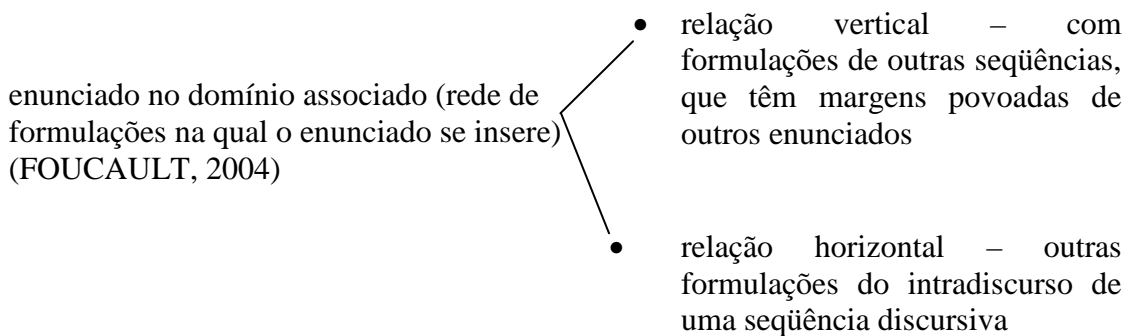 enunciado no domínio associado (rede de
formulações na qual o enunciado se insere)
(FOUCAULT, 2004)
• relação vertical – com
formulações de outras seqüências,
que têm margens povoadas de
outros enunciados
• relação horizontal – outras
formulações do intradiscurso de
uma seqüência discursiva